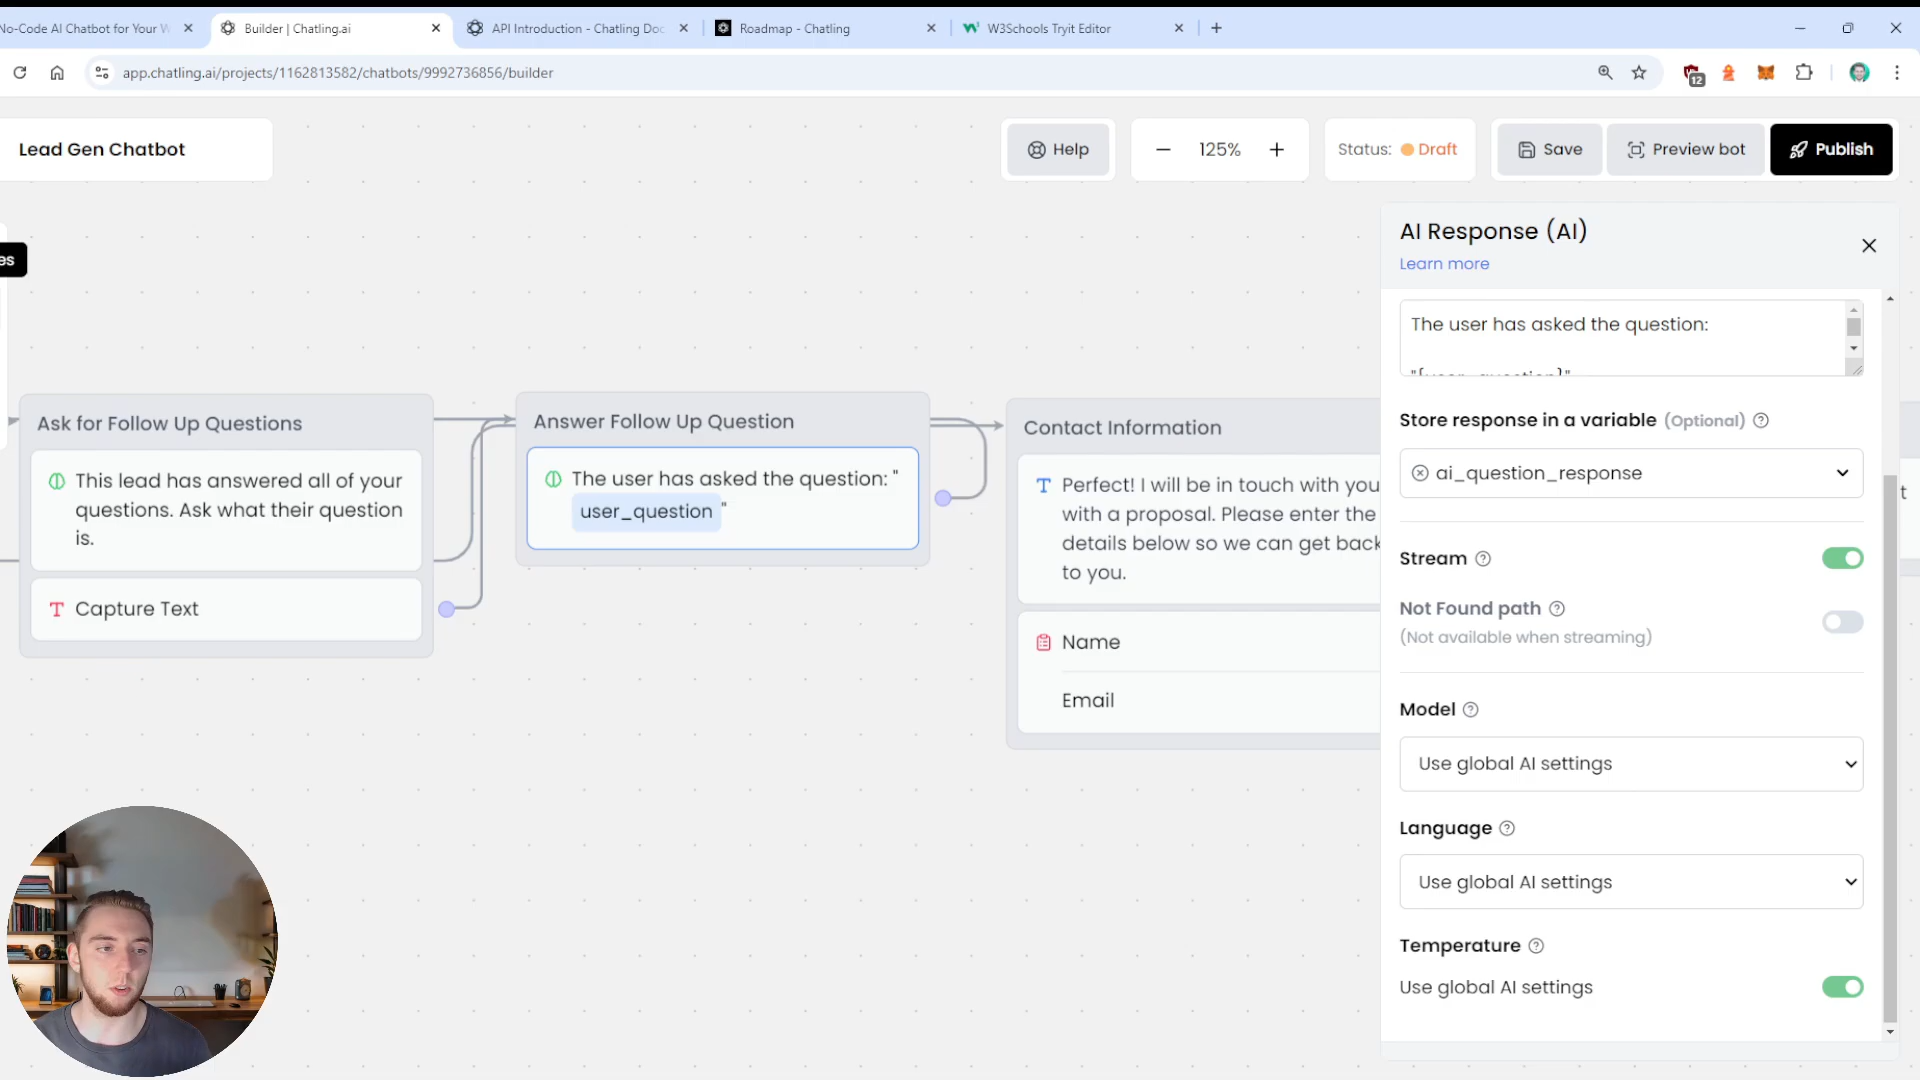 No-Code AI Chatbot for Your W
Builder | Chatling.ai
API Introduction - Chatling Doc
Roadmap - Chatling
W3Schools Tryit Editor
app.chatling.ai/projects/1162813582/chatbots/9992736856/builder
12
Lead Gen Chatbot
Help
125%
Status: Draft
Save
Preview bot
Publish
es
AI Response (AI)
Learn more
The user has asked the question:
"{user_question}"
Store response in a variable (Optional)
ai_question_response
Stream
Not Found path
(Not available when streaming)
Model
Use global AI settings
Language
Use global AI settings
Temperature
Use global AI settings
Ask for Follow Up Questions
This lead has answered all of your
questions. Ask what their question
is.
Capture Text
Answer Follow Up Question
The user has asked the question: "
user_question "
Contact Information
Perfect! I will be in touch with you
with a proposal. Please enter the
details below so we can get back
to you.
Name
Email
t